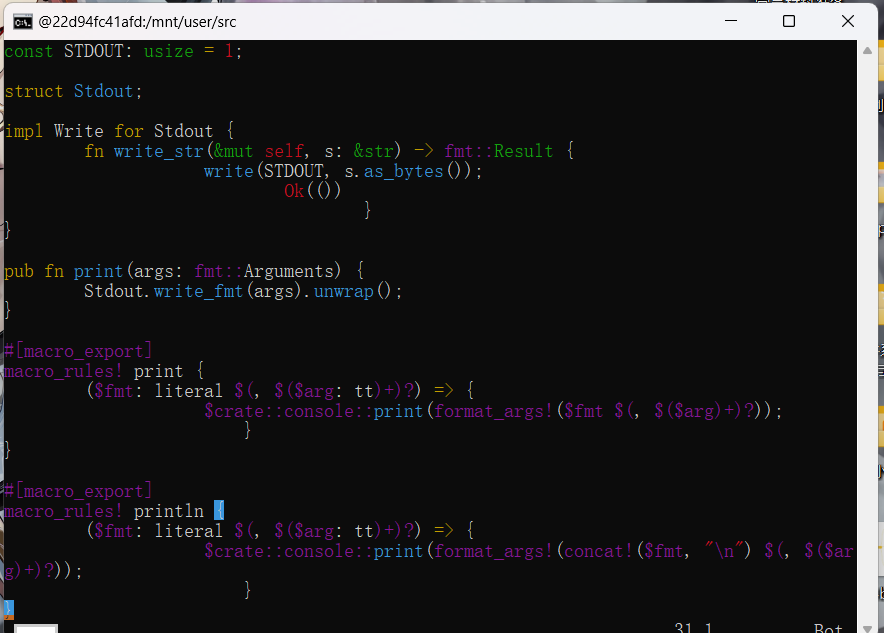 @22d94fc41afd:/mnt/user/src
const STDOUT: usize = 1;
struct Stdout;
impl Write for Stdout {
fn write_str(&mut self, s: &str) -> fmt::Result {
write(STDOUT, s.as_bytes());
Ok(())
}
}
pub fn print(args: fmt::Arguments) {
Stdout.write_fmt(args).unwrap();
}
#[macro_export]
macro_rules! print {
($fmt: literal $(, $($arg: tt)+)?) => {
$crate::console::print(format_args!($fmt $(, $($arg)+)?));
}
}
#[macro_export]
macro_rules! println {
($fmt: literal $(, $($arg: tt)+)?) => {
$crate::console::print(format_args!(concat!($fmt, "\n") $(, $($ar
g)+)?));
}
}
31,1 Bot